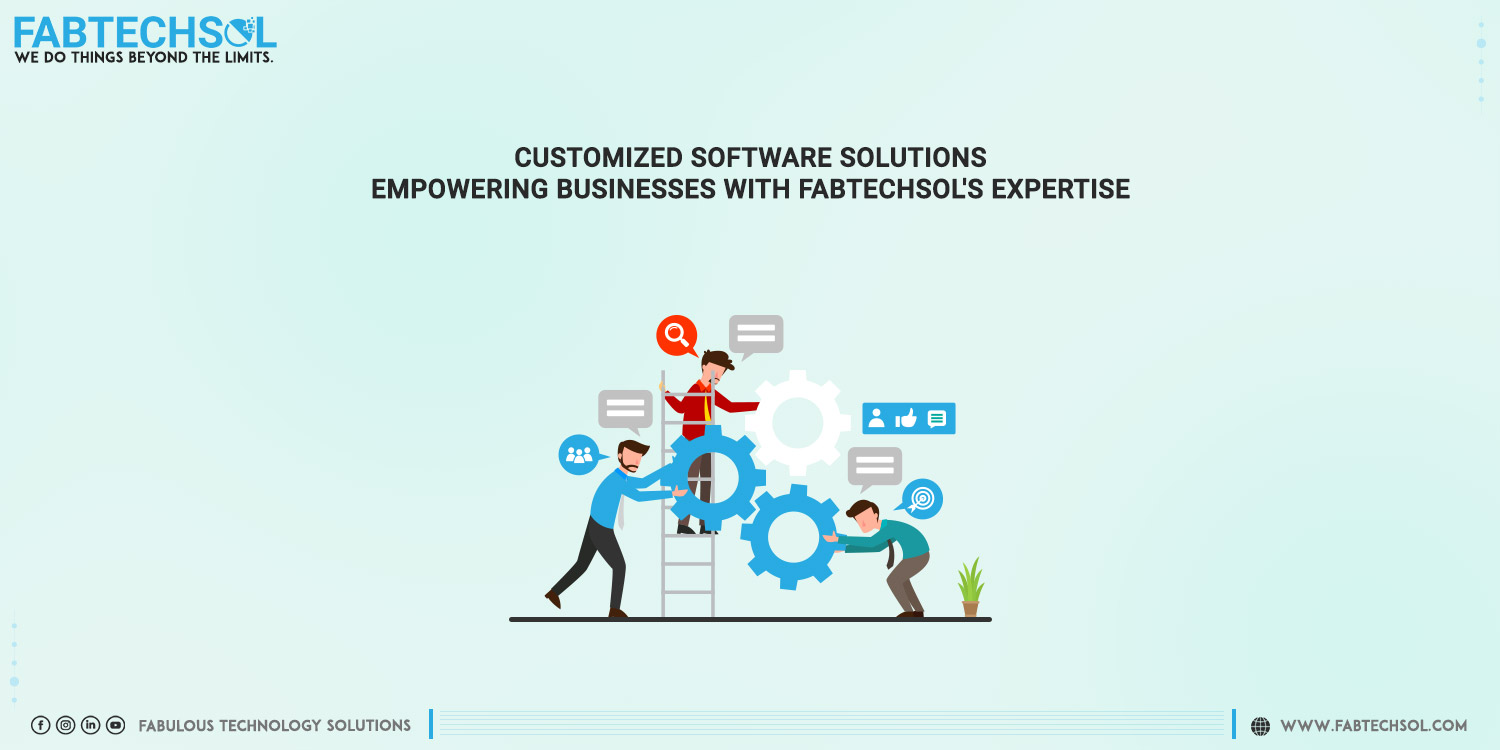 FABTECHSOL
WE DO THINGS BEYOND THE LIMITS.
CUSTOMIZED SOFTWARE SOLUTIONS
EMPOWERING BUSINESSES WITH FABTECHSOL'S EXPERTISE
FABULOUS TECHNOLOGY SOLUTIONS
WWW.FABTECHSOL.COM